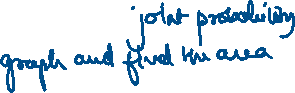 joint probability
graph and find the area